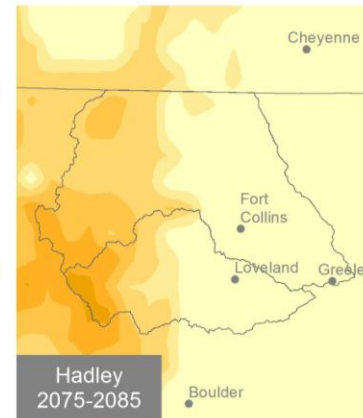 Cheyenne
Fort
Collins
Loveland
Greele
Boulder
Hadley
2075-2085